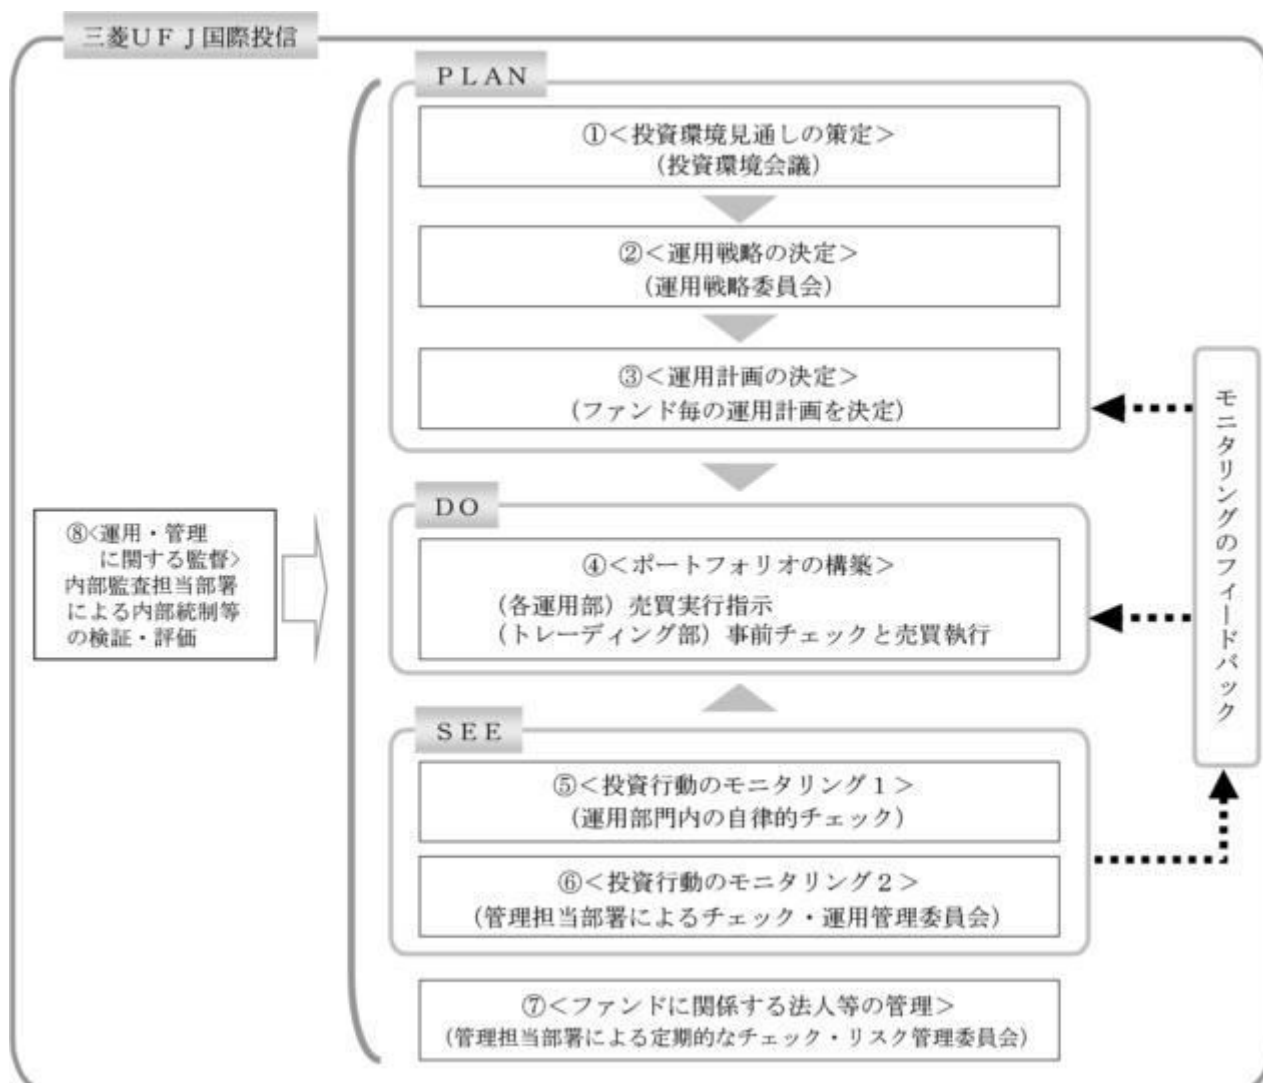 三菱ＵＦＪ国際投信
ＰＬＡＮ
①＜投資環境見通しの策定＞
（投資環境会議）
②＜運用戦略の決定＞
（運用戦略委員会）
③＜運用計画の決定＞
（ファンド毎の運用計画を決定）
ＤＯ
④＜ポートフォリオの構築＞
（各運用部）売買実行指示
（トレーディング部）事前チェックと売買執行
ＳＥＥ
⑤＜投資行動のモニタリング１＞
（運用部門内の自律的チェック）
⑥＜投資行動のモニタリング２＞
（管理担当部署によるチェック・運用管理委員会）
⑦＜ファンドに関係する法人等の管理＞
（管理担当部署による定期的なチェック・リスク管理委員会）
⑧<運用・管理
に関する監督>
内部監査担当部署
による内部統制等
の検証・評価
モニタリングのフィードバック